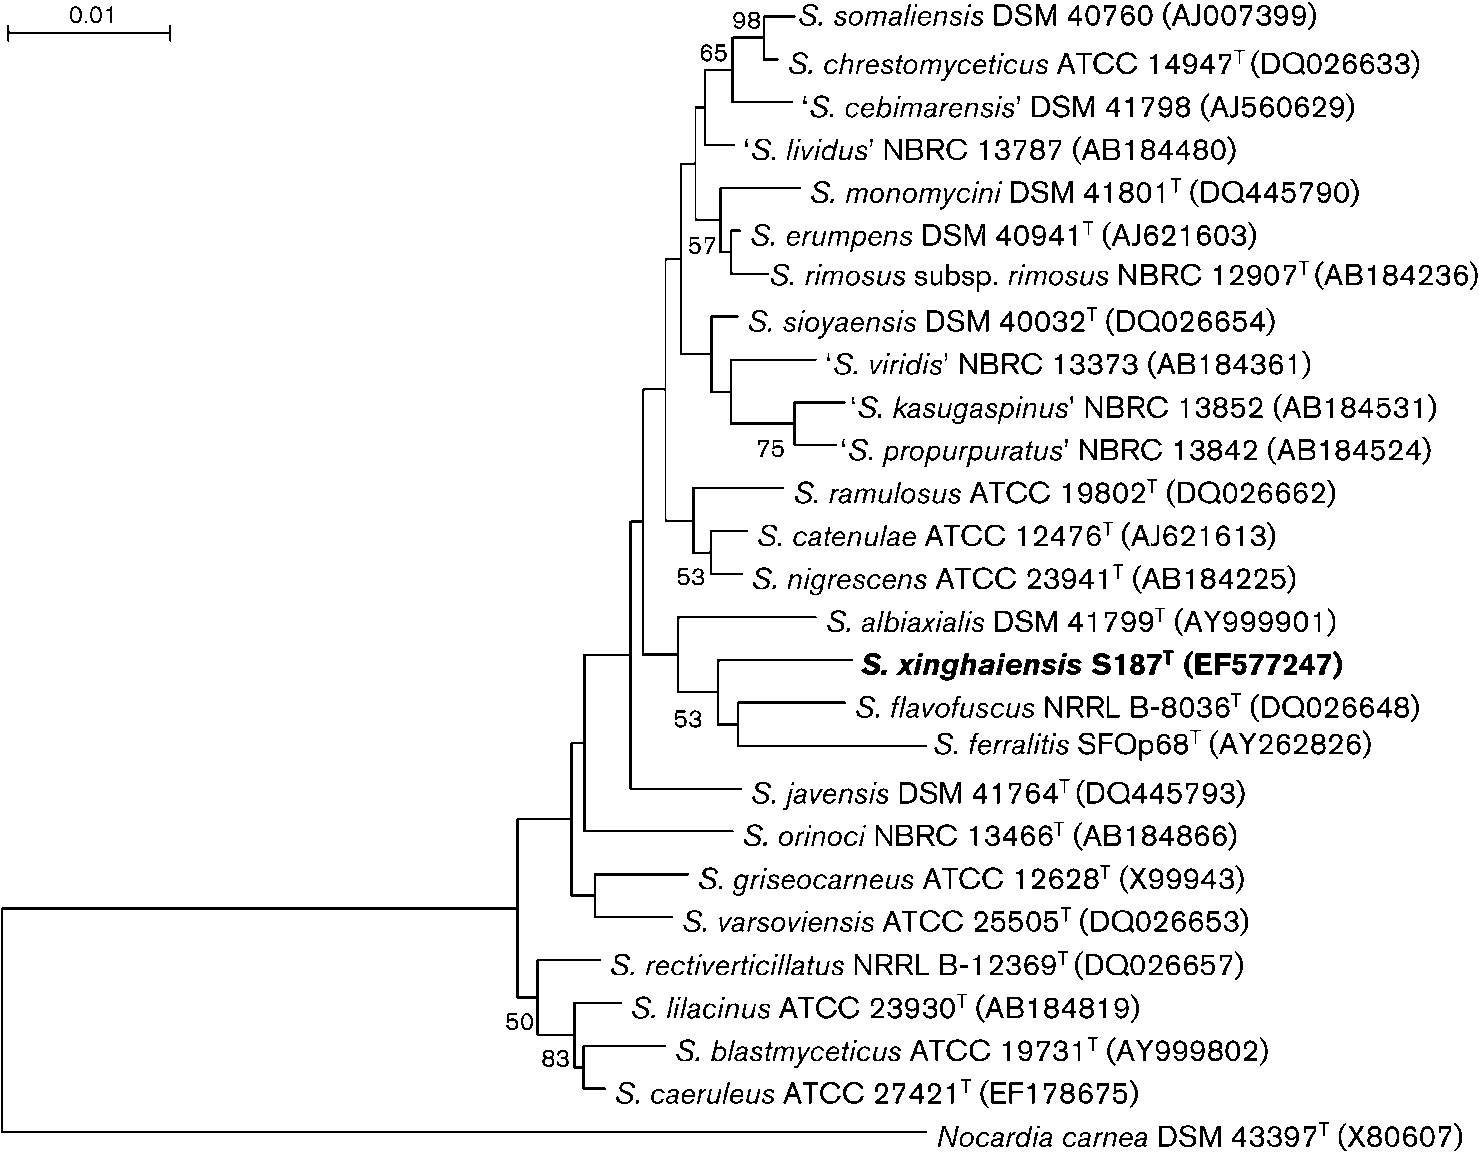 0.01
98
S. somaliensis DSM 40760 (AJ007399)
65
S. chrestomyceticus ATCC 14947ᵀ (DQ026633)
‘S. cebimarensis’ DSM 41798 (AJ560629)
‘S. lividus’ NBRC 13787 (AB184480)
S. monomycini DSM 41801ᵀ (DQ445790)
57
S. erumpens DSM 40941ᵀ (AJ621603)
S. rimosus subsp. rimosus NBRC 12907ᵀ (AB184236)
S. sioyaensis DSM 40032ᵀ (DQ026654)
‘S. viridis’ NBRC 13373 (AB184361)
‘S. kasugaspinus’ NBRC 13852 (AB184531)
75
‘S. propurpuratus’ NBRC 13842 (AB184524)
S. ramulosus ATCC 19802ᵀ (DQ026662)
S. catenulae ATCC 12476ᵀ (AJ621613)
53
S. nigrescens ATCC 23941ᵀ (AB184225)
S. albiaxialis DSM 41799ᵀ (AY999901)
S. xinghaiensis S187ᵀ (EF577247)
53
S. flavofuscus NRRL B-8036ᵀ (DQ026648)
S. ferralitis SFOp68ᵀ (AY262826)
S. javensis DSM 41764ᵀ (DQ445793)
S. orinoci NBRC 13466ᵀ (AB184866)
S. griseocarneus ATCC 12628ᵀ (X99943)
S. varsoviensis ATCC 25505ᵀ (DQ026653)
S. rectiverticillatus NRRL B-12369ᵀ (DQ026657)
50
S. lilacinus ATCC 23930ᵀ (AB184819)
83
S. blastmyceticus ATCC 19731ᵀ (AY999802)
S. caeruleus ATCC 27421ᵀ (EF178675)
Nocardia carnea DSM 43397ᵀ (X80607)